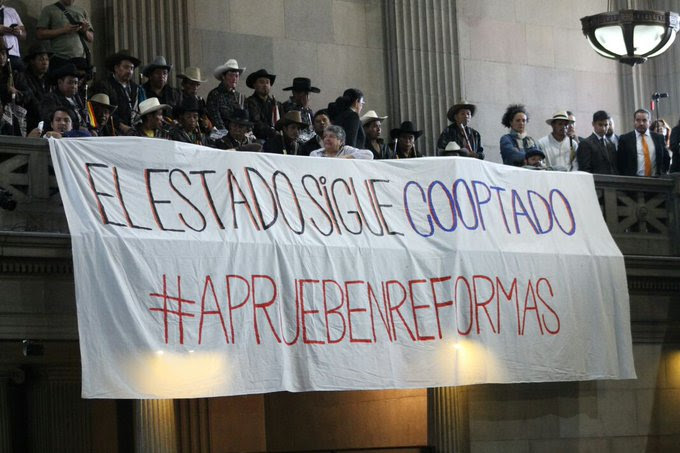 EL ESTADO SIGUE COOPTADO
#APRUEBENREFORMAS